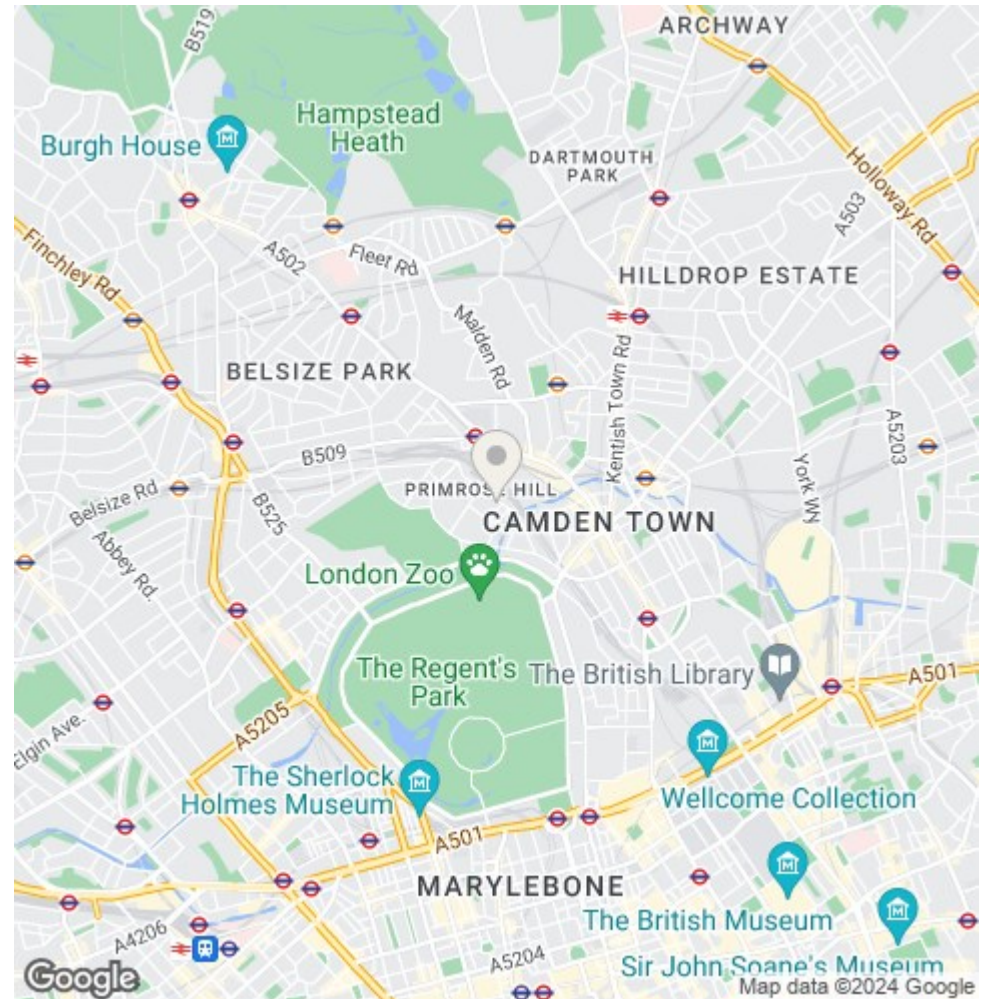 ARCHWAY
B519
Hampstead
Heath
Burgh House
DARTMOUTH
PARK
Holloway Rd
A503
Finchley Rd
A502
Fleet Rd
HILLDROP ESTATE
Malden Rd
Kentish Town Rd
BELSIZE PARK
A5203
B509
York Wy
Belsize Rd
PRIMROSE HILL
B525
CAMDEN TOWN
Abbey Rd.
London Zoo
The Regent's
Park
The British Library
A501
Elgin Ave.
A5205
The Sherlock
Holmes Museum
Wellcome Collection
A501
MARYLEBONE
The British Museum
A4206
A5204
Sir John Soane's Museum
Google
Map data ©2024 Google